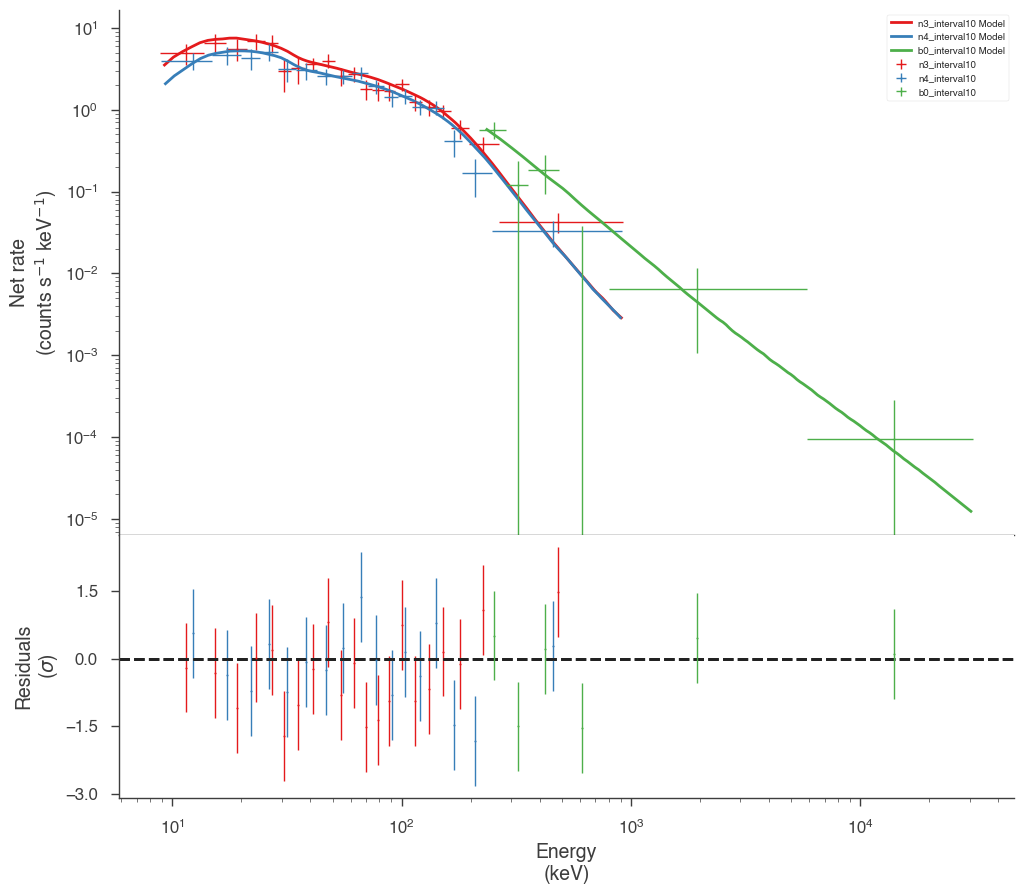 n3_interval10 Model
n4_interval10 Model
b0_interval10 Model
n3_interval10
n4_interval10
b0_interval10
10¹
10⁰
10⁻¹
10⁻²
10⁻³
10⁻⁴
10⁻⁵
Net rate
(counts s⁻¹ keV⁻¹)
1.5
0.0
−1.5
−3.0
Residuals
(σ)
10¹ 10² 10³ 10⁴
Energy
(keV)